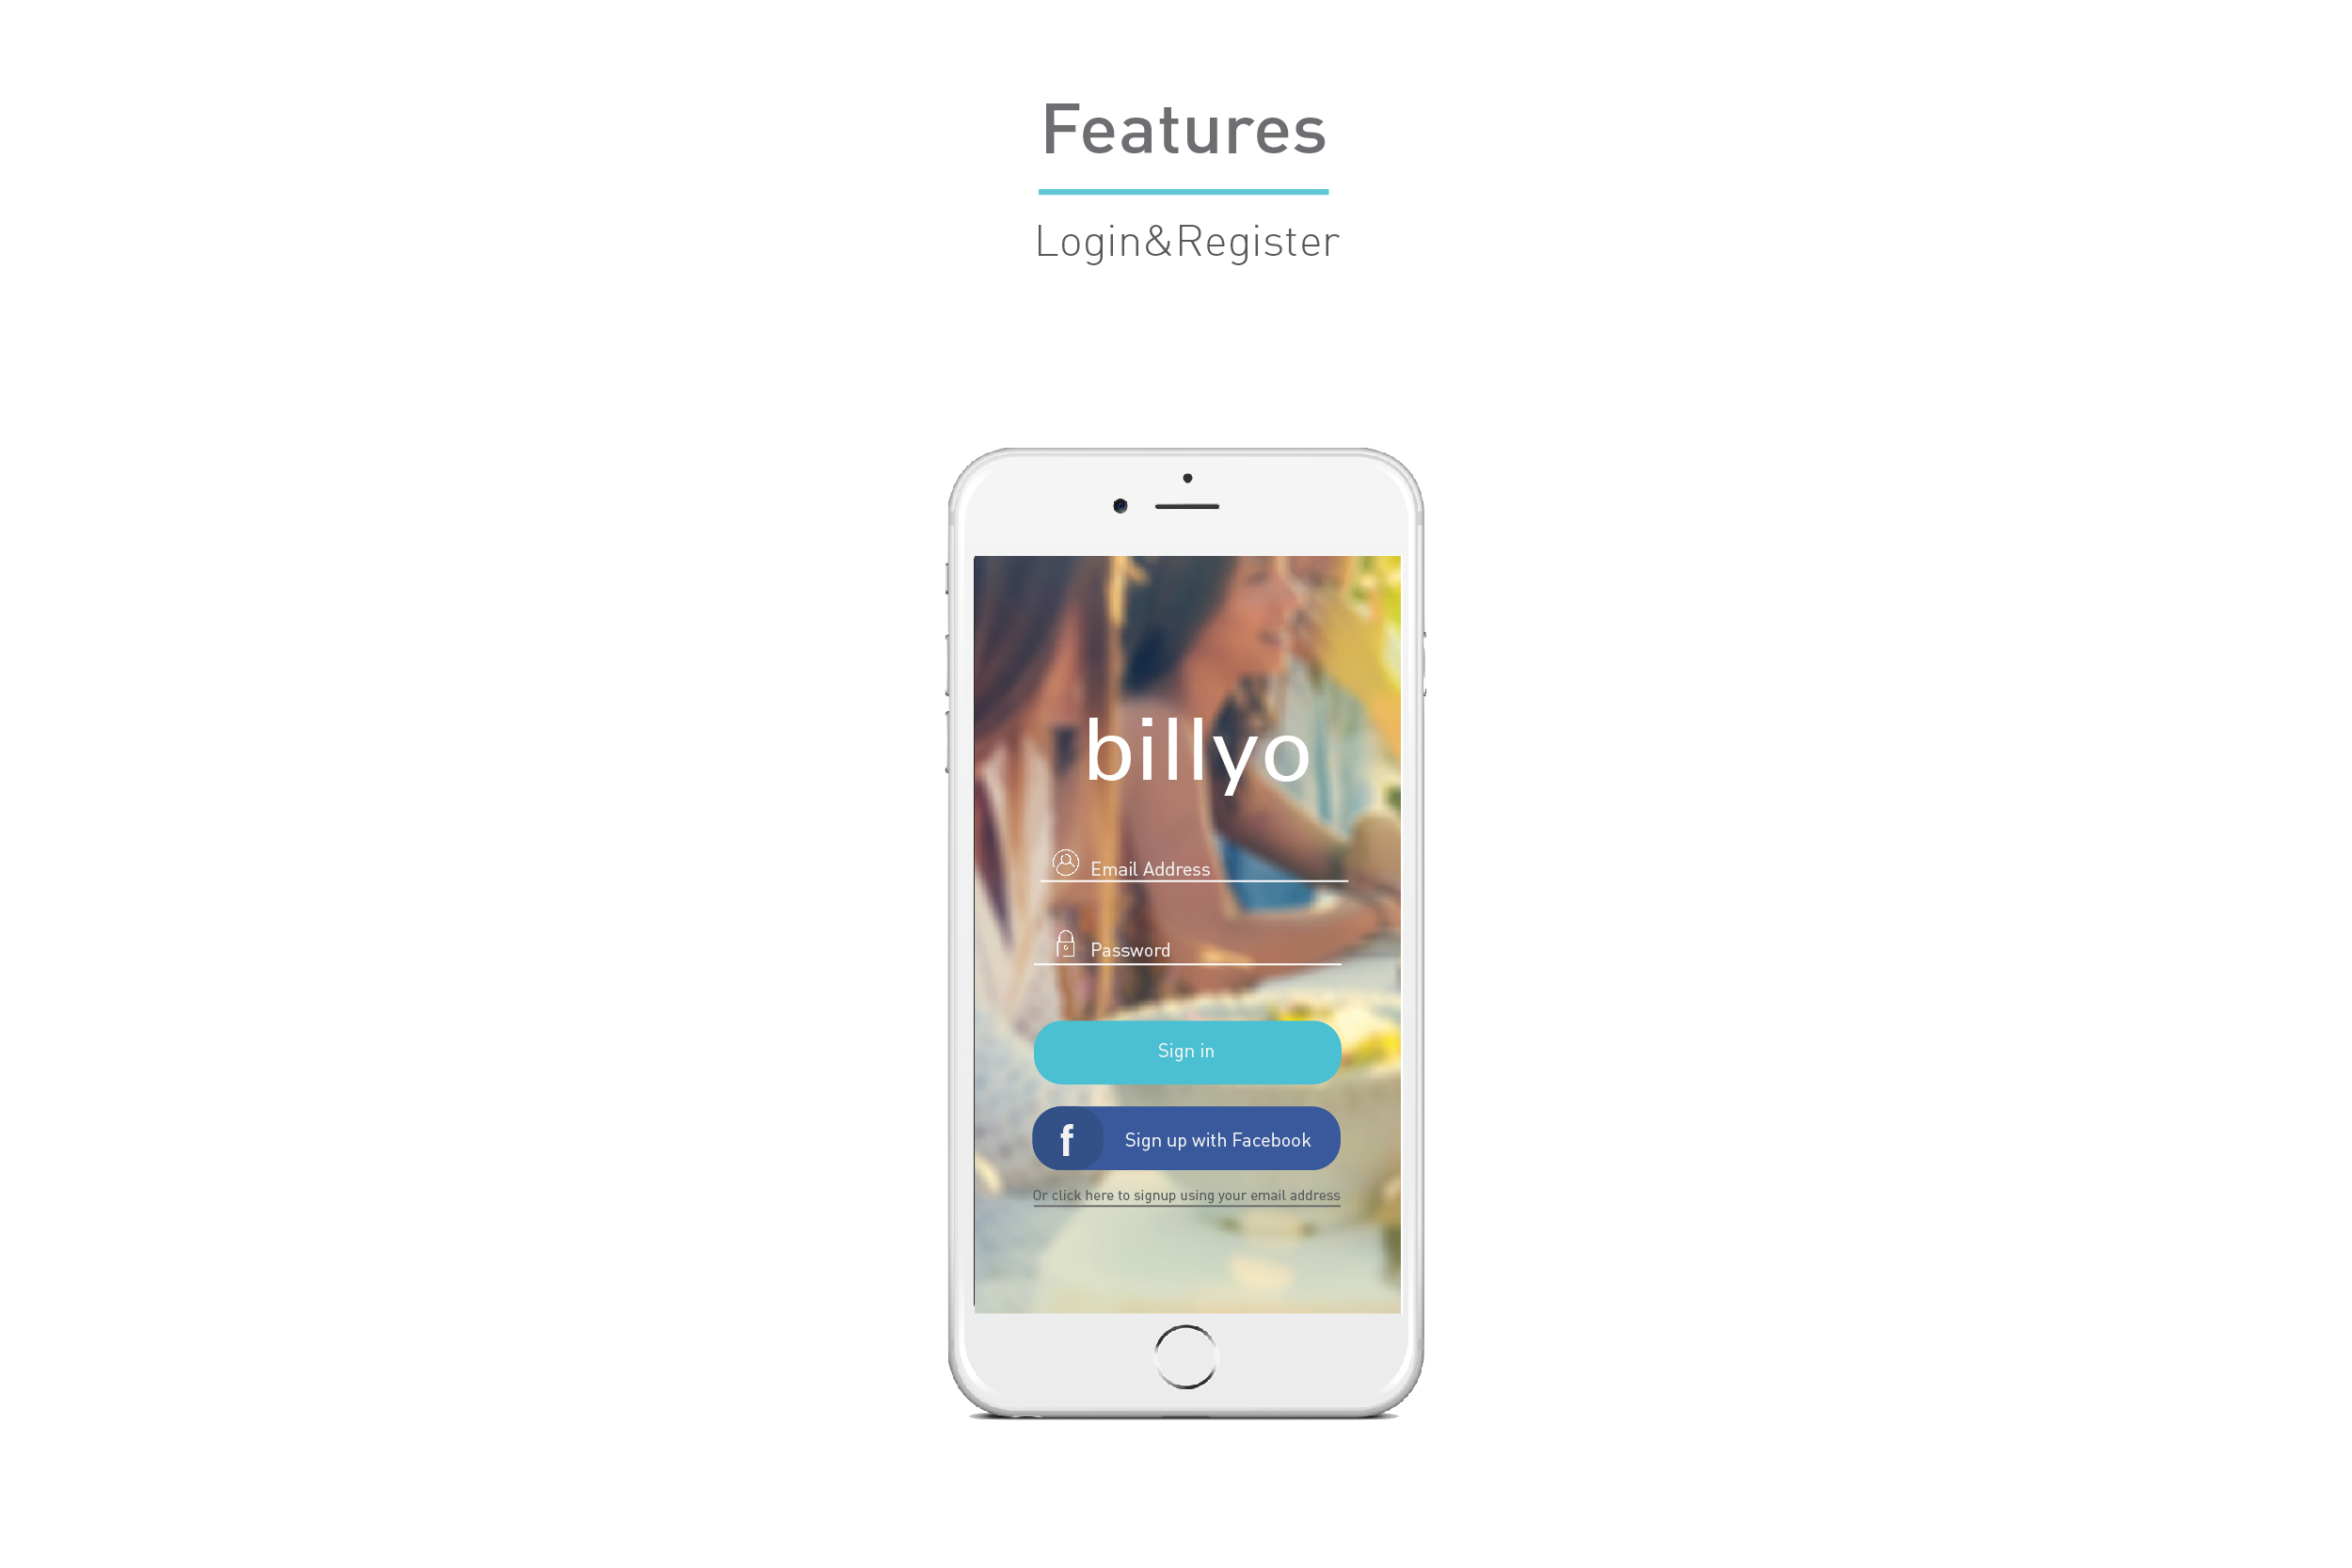 Features
Login&Register
billyo
Email Address
Password
Sign in
f
Sign up with Facebook
Or click here to signup using your email address